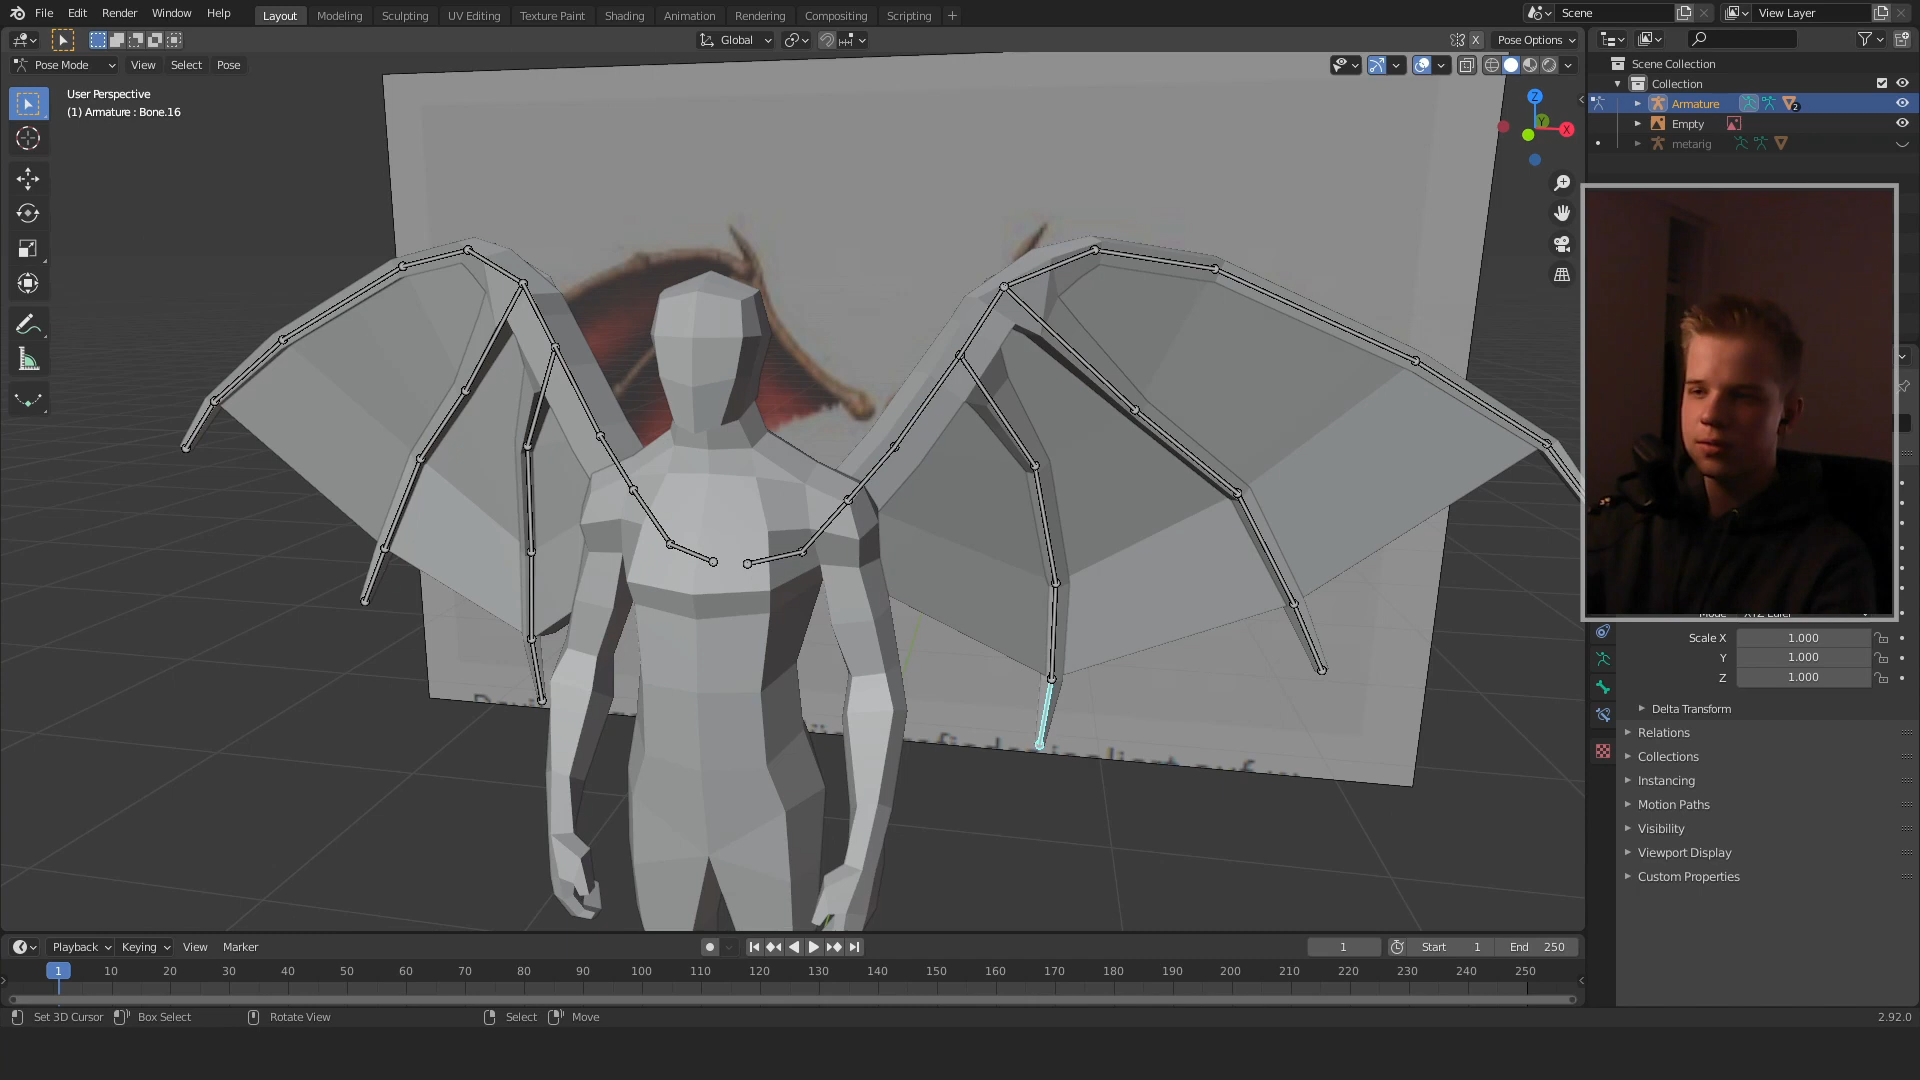 File Edit Render Window Help
Layout Modeling Sculpting UV Editing Texture Paint Shading Animation Rendering Compositing Scripting +
Scene View Layer
Global Pose Options
X
Pose Mode View Select Pose
User Perspective
(1) Armature : Bone.16
Scene Collection
Collection
Armature 2
Empty
metarig
Z
Y
X
Scale X 1.000
Y 1.000
Z 1.000
Delta Transform
Relations
Collections
Instancing
Motion Paths
Visibility
Viewport Display
Custom Properties
Playback Keying View Marker 1 Start 1 End 250
1 10 20 30 40 50 60 70 80 90 100 110 120 130 140 150 160 170 180 190 200 210 220 230 240 250
Set 3D Cursor Box Select Rotate View Select Move 2.92.0